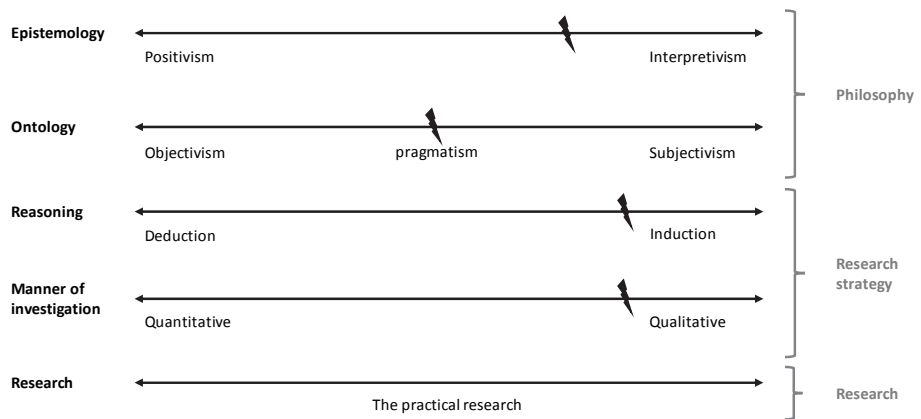 Epistemology
Positivism
Interpretivism
Philosophy
Ontology
Objectivism
pragmatism
Subjectivism
Reasoning
Deduction
Induction
Research
strategy
Manner of
investigation
Quantitative
Qualitative
Research
The practical research
Research